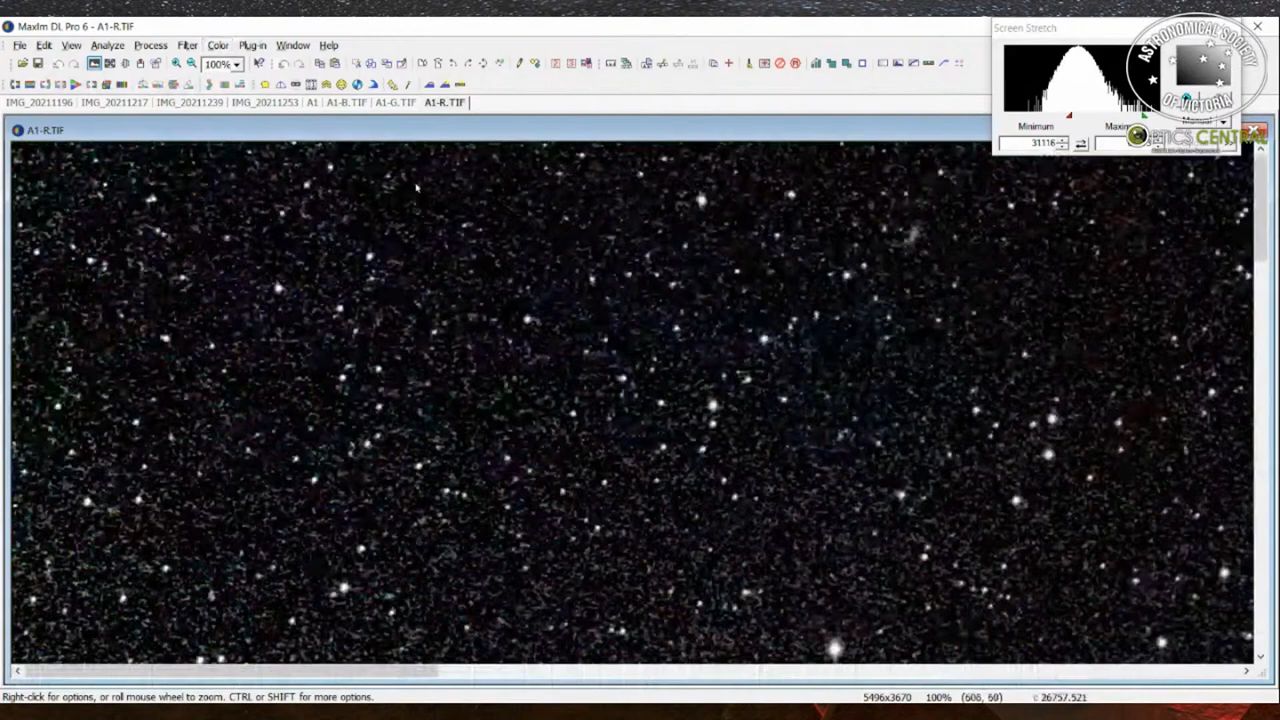 MaxIm DL Pro 6 - A1-R.TIF
File Edit View Analyze Process Filter Color Plug-in Window Help
100%
IMG_20211196 IMG_20211217 IMG_20211239 IMG_20211253 A1 A1-B.TIF A1-G.TIF A1-R.TIF
A1-R.TIF
Screen Stretch
Minimum
31116
ASTRONOMICAL SOCIETY
OF VICTORIA
CENTRAL
Right-click for options, or roll mouse wheel to zoom. CTRL or SHIFT for more options.
5496x3670 100% (606, 60) c 26757.521